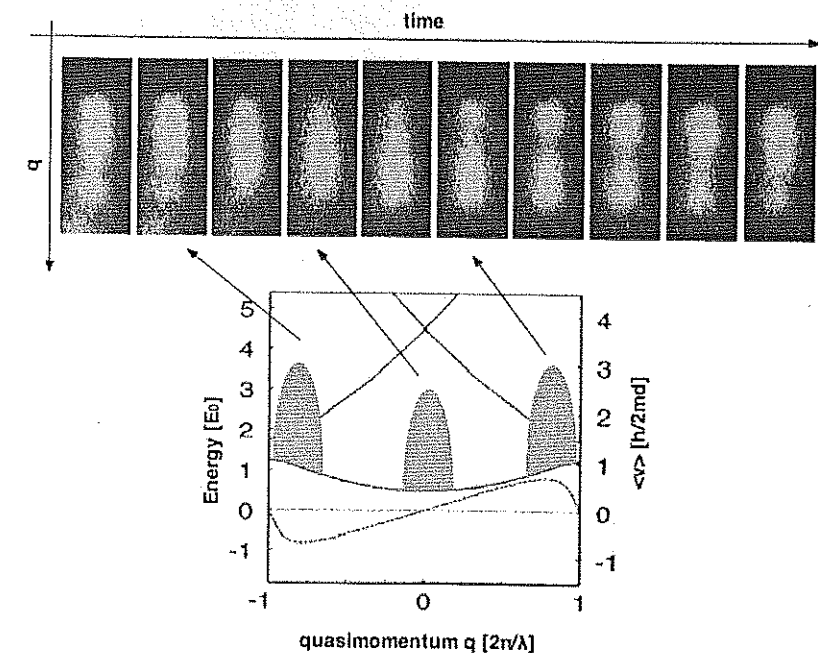 time
q
5
4
3
2
1
0
-1
Energy [E0]
4
3
2
1
0
-1
<v> [h/2md]
-1 0 1
quasimomentum q [2π/λ]